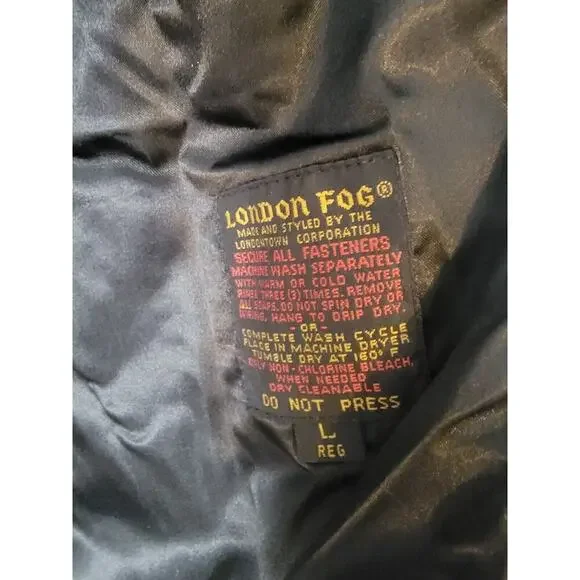 LONDON FOG®
MADE AND STYLED BY THE
LONDONTOWN CORPORATION
SECURE ALL FASTENERS
MACHINE WASH SEPARATELY
WITH WARM OR COLD WATER
RINSE THREE (3) TIMES. REMOVE
ALL SOAPS. DO NOT SPIN DRY OR
WRING, HANG TO DRIP DRY.
- OR -
COMPLETE WASH CYCLE
PLACE IN MACHINE DRYER
TUMBLE DRY AT 160° F
ONLY NON - CHLORINE BLEACH,
WHEN NEEDED
DRY CLEANABLE
DO NOT PRESS
L
REG